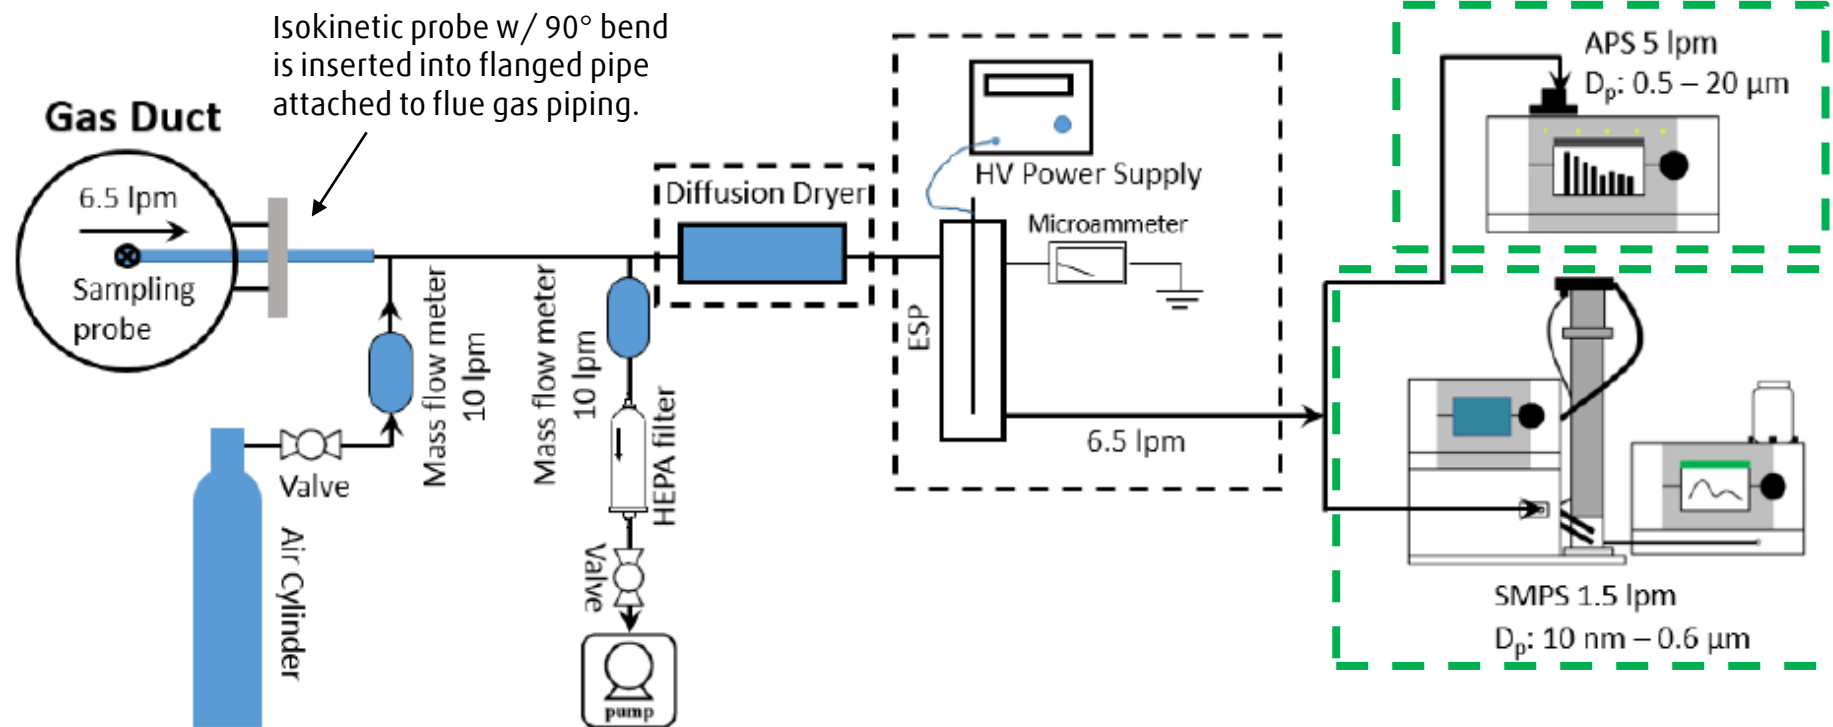 Isokinetic probe w/ 90° bend
is inserted into flanged pipe
attached to flue gas piping.
Gas Duct
6.5 lpm
Sampling
probe
Mass flow meter
10 lpm
Valve
Air Cylinder
Mass flow meter
10 lpm
HEPA filter
Valve
pump
Diffusion Dryer
HV Power Supply
Microammeter
ESP
6.5 lpm
APS 5 lpm
Dₚ: 0.5 – 20 μm
SMPS 1.5 lpm
Dₚ: 10 nm – 0.6 μm